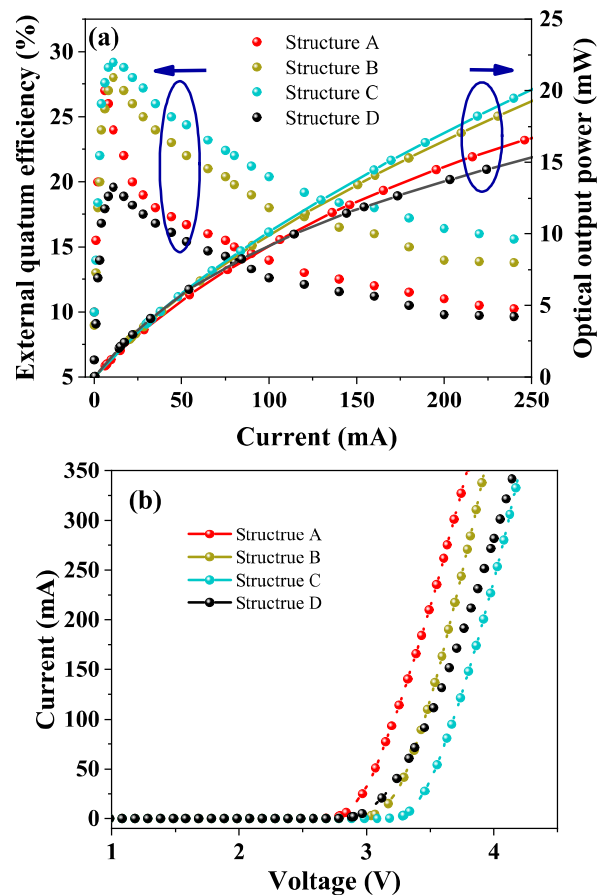 (a)
Structure A
Structure B
Structure C
Structure D
External quatum efficiency (%)
Optical output power (mW)
30
25
20
15
10
5
25
20
15
10
5
0
0 50 100 150 200 250
Current (mA)
(b)
Structrue A
Structrue B
Structrue C
Structrue D
Current (mA)
350
300
250
200
150
100
50
0
1 2 3 4
Voltage (V)